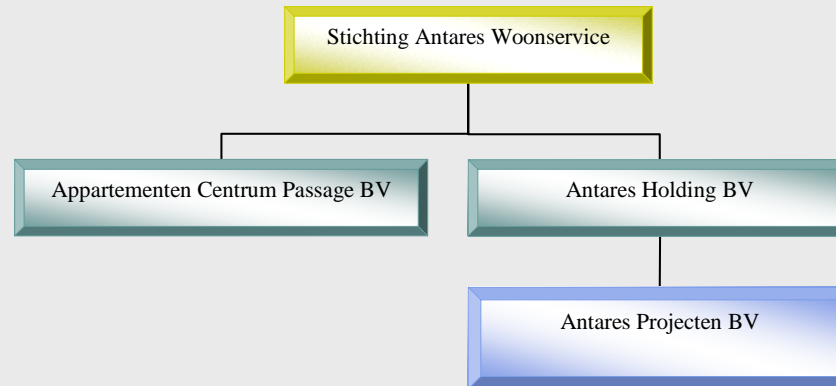 Stichting Antares Woonservice
Appartementen Centrum Passage BV
Antares Holding BV
Antares Projecten BV